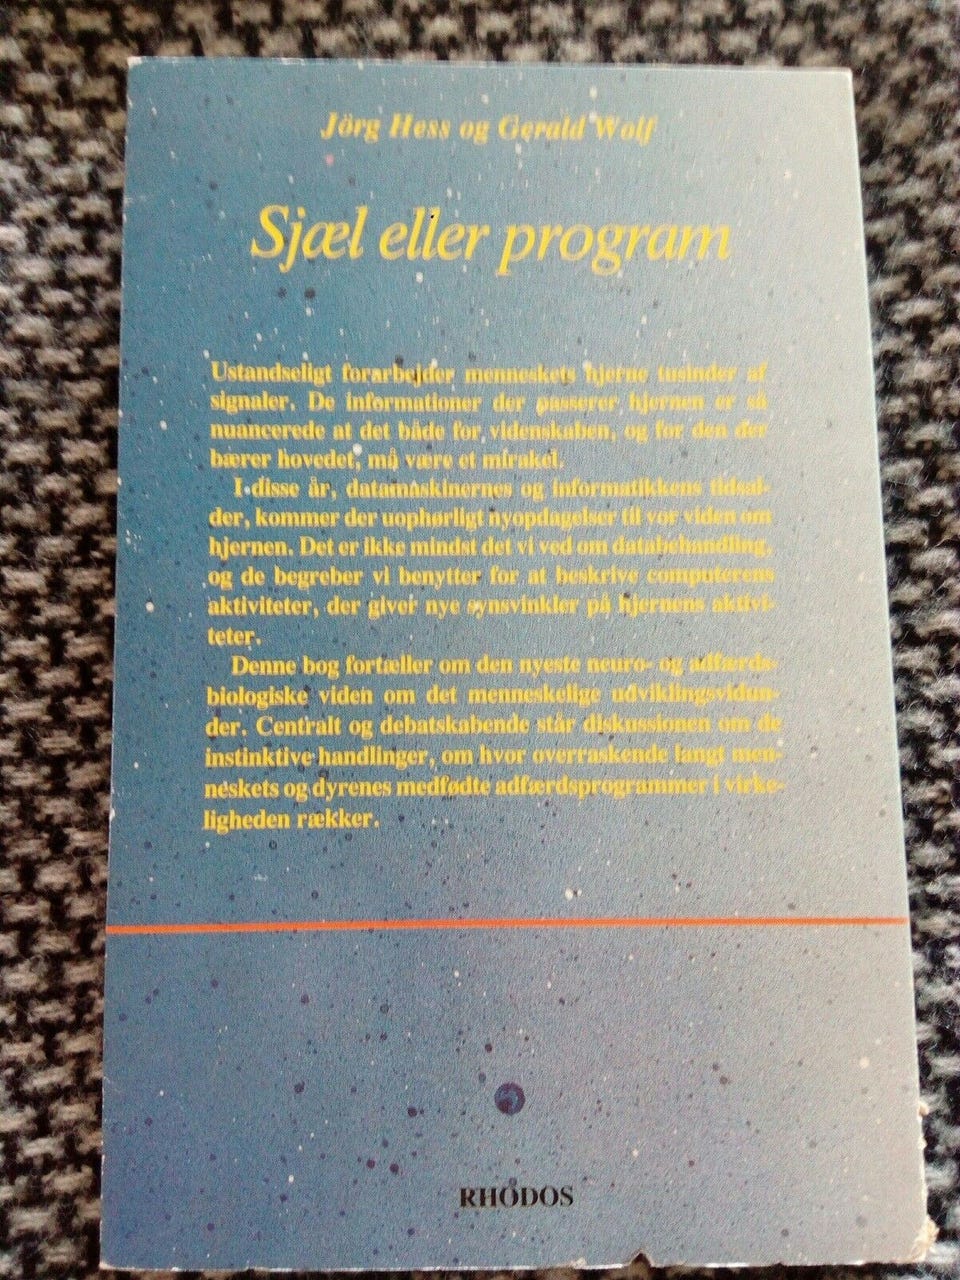 Jörg Hess og Gerald Wolf
Sjæl eller program
Ustandseligt forarbejder menneskets hjerne tusinder af
signaler. De informationer der passerer hjernen er så
nuancerede at det både for videnskaben, og for den der
bærer hovedet, må være et mirakel.
I disse år, datamaskinernes og informatikkens tidsal-
der, kommer der uophørligt nyopdagelser til vor viden om
hjernen. Det er ikke mindst det vi ved om databehandling,
og de begreber vi benytter for at beskrive computerens
aktiviteter, der giver nye synsvinkler på hjernens aktivi-
teter.
Denne bog fortæller om den nyeste neuro- og adfærds-
biologiske viden om det menneskelige udviklingsvidun-
der. Centralt og debatskabende står diskussionen om de
instinktive handlinger, om hvor overraskende langt men-
neskets og dyrenes medfødte adfærdsprogrammer i virke-
ligheden rækker.
RHODOS